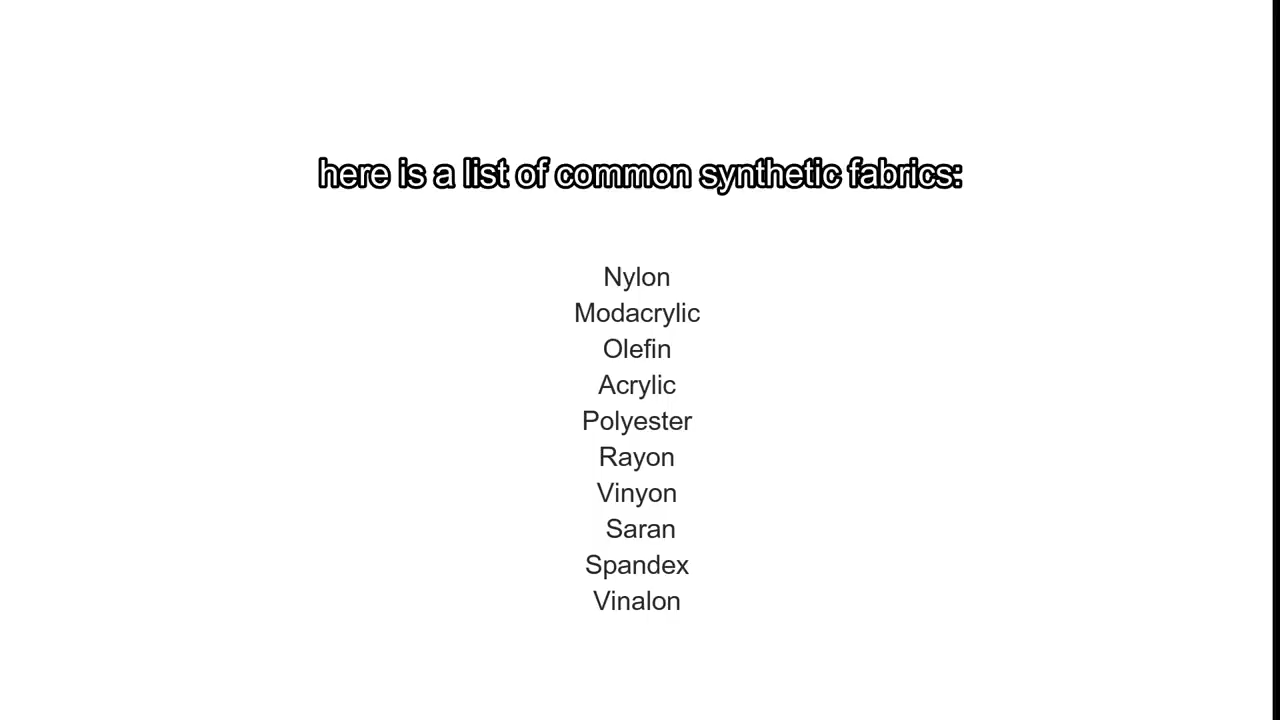 here is a list of common synthetic fabrics:
Nylon
Modacrylic
Olefin
Acrylic
Polyester
Rayon
Vinyon
Saran
Spandex
Vinalon